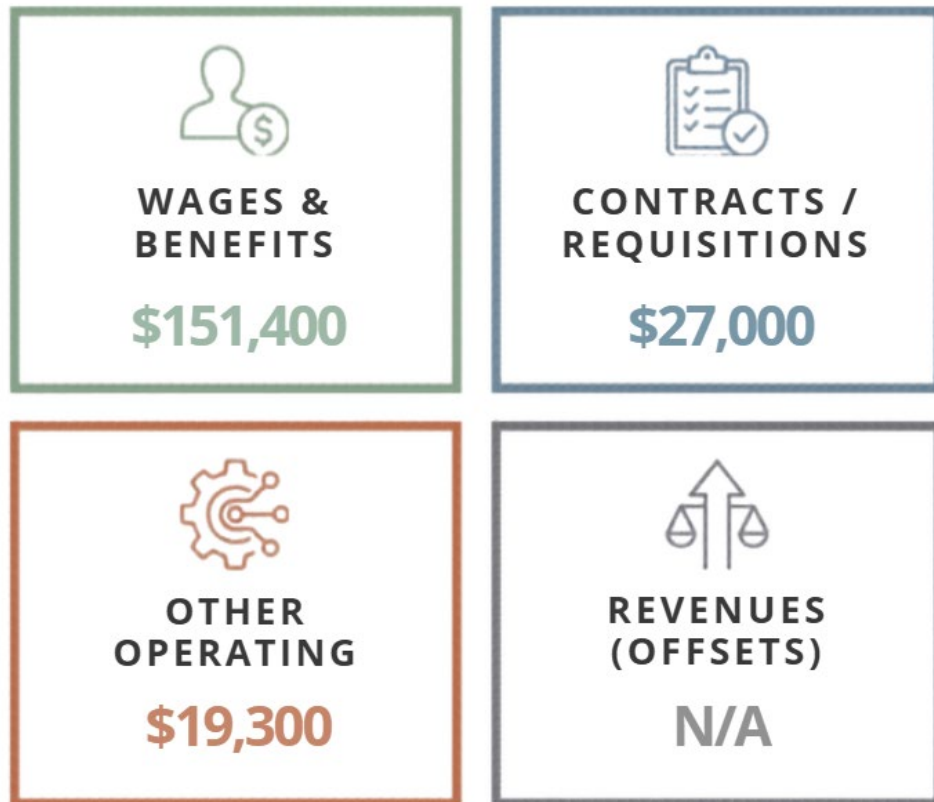 WAGES &
BENEFITS
$151,400
CONTRACTS /
REQUISITIONS
$27,000
OTHER
OPERATING
$19,300
REVENUES
(OFFSETS)
N/A